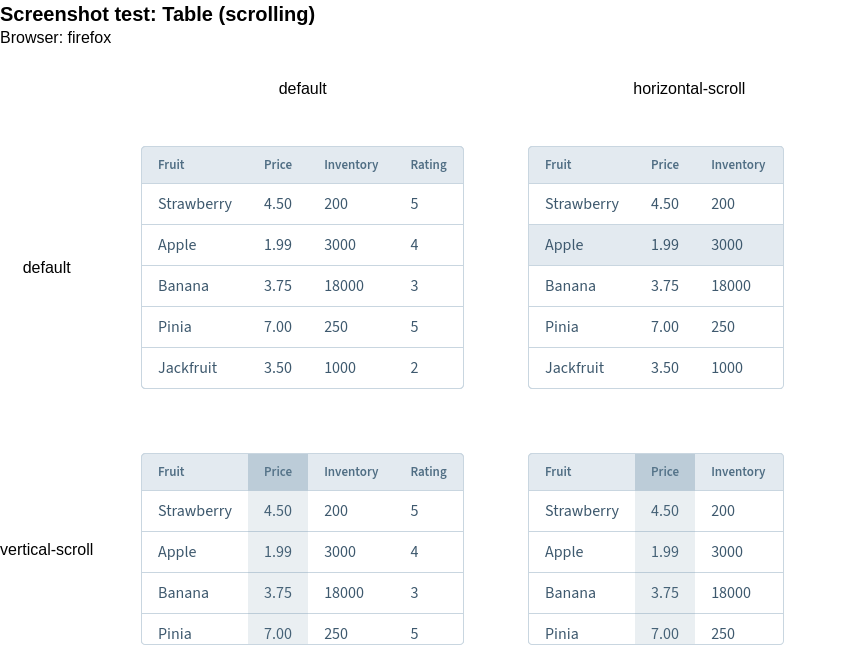 Screenshot test: Table (scrolling)
Browser: firefox
default horizontal-scroll
default
Fruit Price Inventory Rating
Strawberry 4.50 200 5
Apple 1.99 3000 4
Banana 3.75 18000 3
Pinia 7.00 250 5
Jackfruit 3.50 1000 2
Fruit Price Inventory
Strawberry 4.50 200
Apple 1.99 3000
Banana 3.75 18000
Pinia 7.00 250
Jackfruit 3.50 1000
vertical-scroll
Fruit Price Inventory Rating
Strawberry 4.50 200 5
Apple 1.99 3000 4
Banana 3.75 18000 3
Pinia 7.00 250 5
Fruit Price Inventory
Strawberry 4.50 200
Apple 1.99 3000
Banana 3.75 18000
Pinia 7.00 250